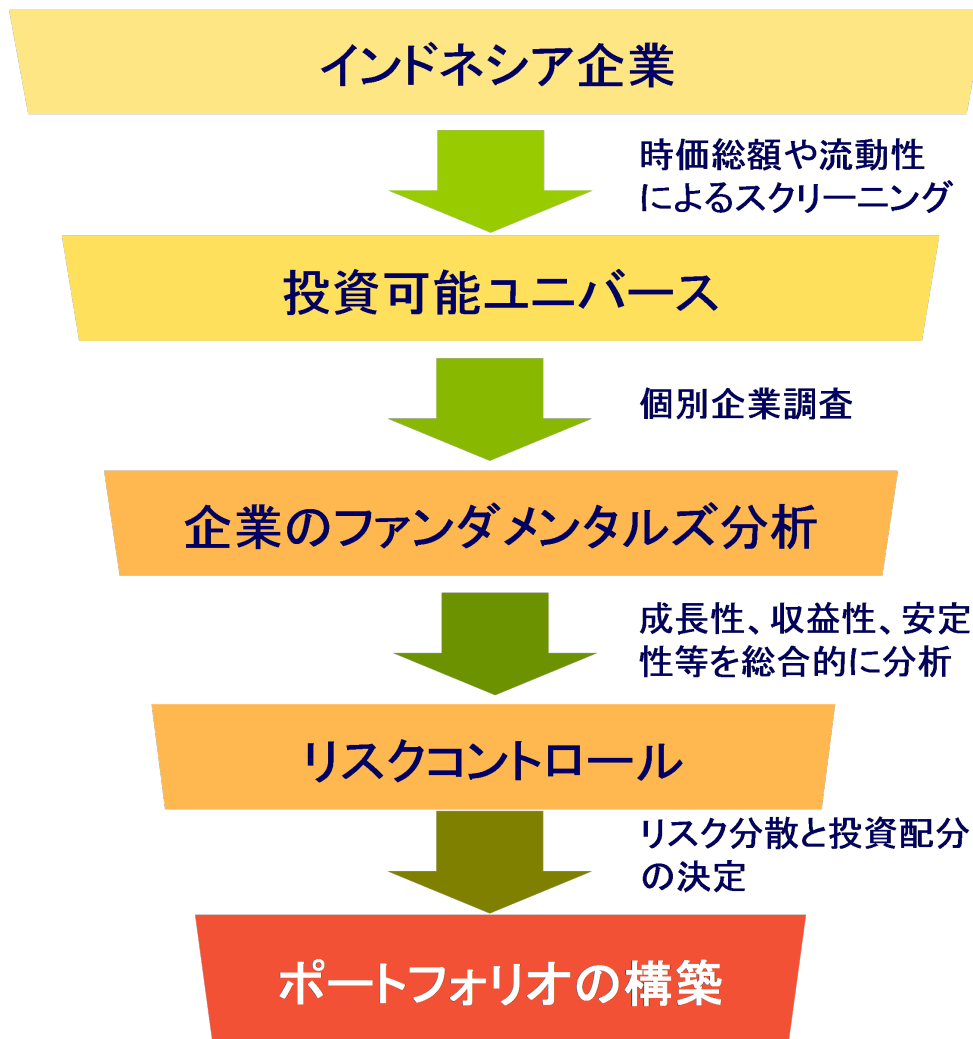 インドネシア企業
時価総額や流動性
によるスクリーニング
投資可能ユニバース
個別企業調査
企業のファンダメンタルズ分析
成長性、収益性、安定
性等を総合的に分析
リスクコントロール
リスク分散と投資配分
の決定
ポートフォリオの構築